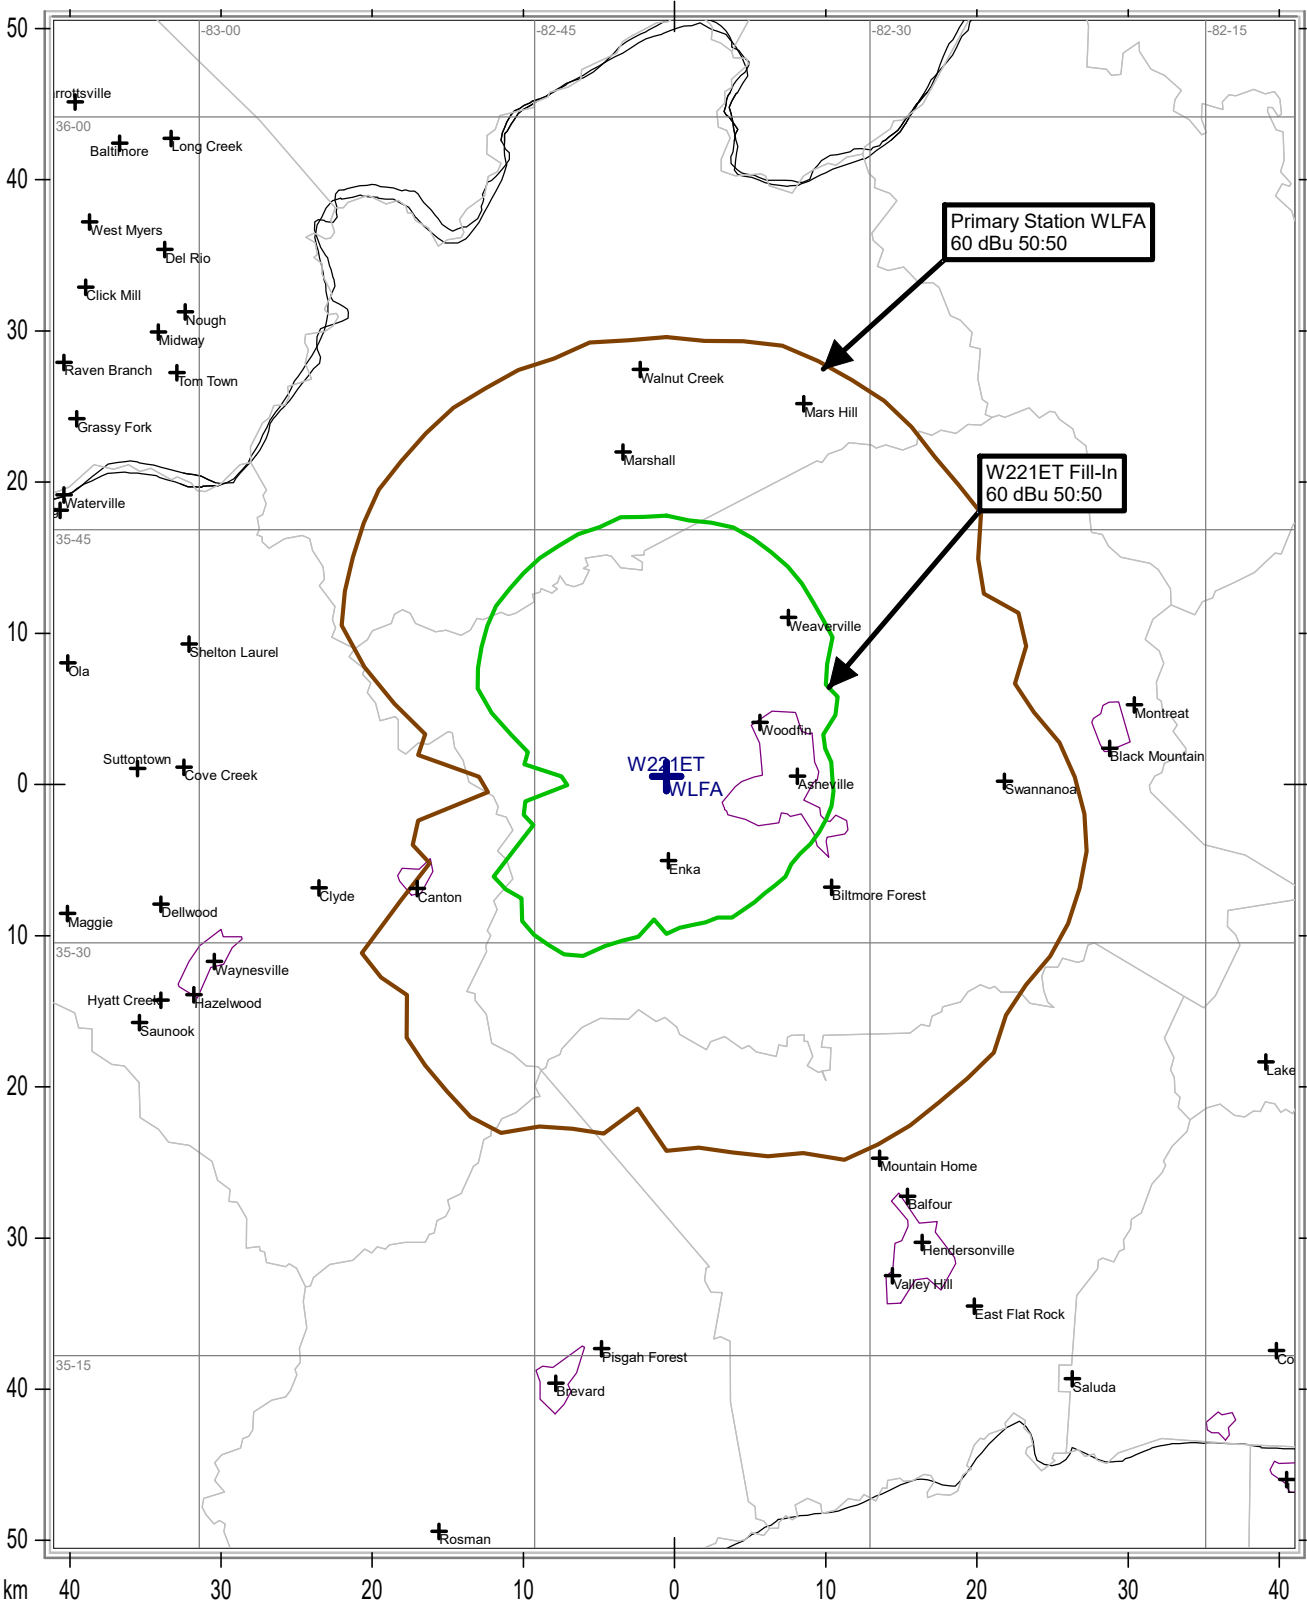 50
-83-00
-82-45
-82-30
-82-15
36-00
Baltimore
Long Creek
40
West Myers
Del Rio
Primary Station WLFA
60 dBu 50:50
Click Mill
Nough
30
Midway
Raven Branch
Tom Town
Walnut Creek
Mars Hill
Grassy Fork
Marshall
W221ET Fill-In
60 dBu 50:50
20
Waterville
35-45
10
Weaverville
Shelton Laurel
Ola
Montreat
Woodfin
Black Mountain
Suttontown
Cove Creek
W221ET
WLFA
Asheville
Swannanoa
0
Enka
Clyde
Canton
Biltmore Forest
Maggie
Dellwood
10
35-30
Waynesville
Hyatt Creek
Hazelwood
Saunook
Lake
20
Mountain Home
Balfour
30
Hendersonville
Valley Hill
East Flat Rock
35-15
Pisgah Forest
Co
40
Brevard
Saluda
50
Rosman
km
40
30
20
10
0
10
20
30
40